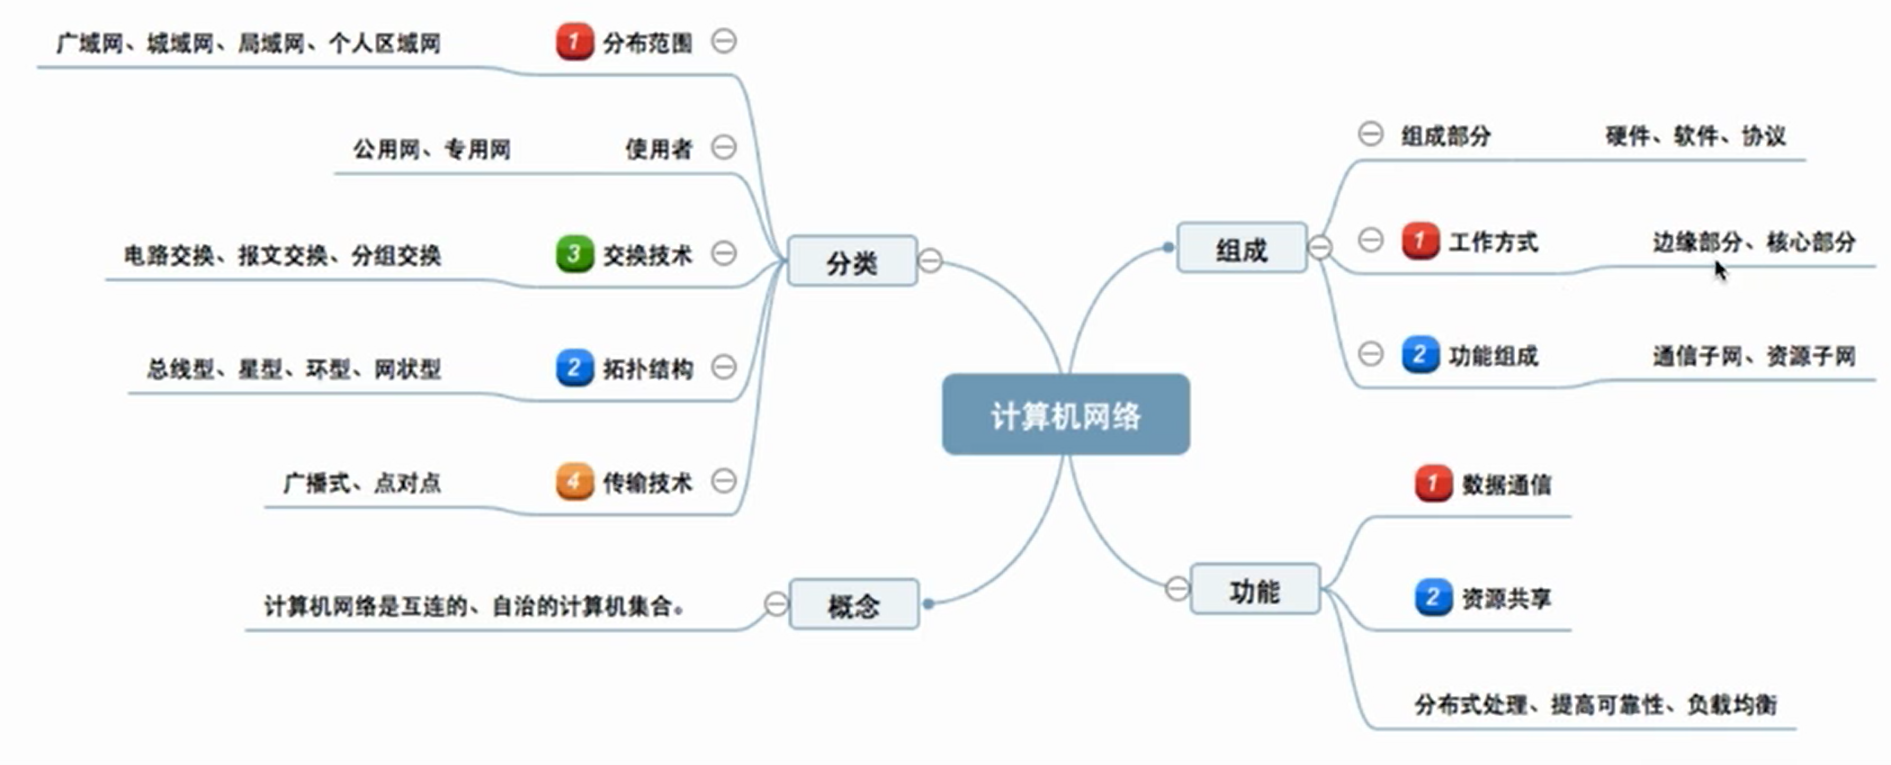 计算机网络
概念
计算机网络是互连的、自治的计算机集合。
组成
组成部分 硬件、软件、协议
1 工作方式 边缘部分、核心部分
2 功能组成 通信子网、资源子网
功能
1 数据通信
2 资源共享
分布式处理、提高可靠性、负载均衡
分类
广域网、城域网、局域网、个人区域网 1 分布范围
公用网、专用网 使用者
电路交换、报文交换、分组交换 3 交换技术
总线型、星型、环型、网状型 2 拓扑结构
广播式、点对点 4 传输技术